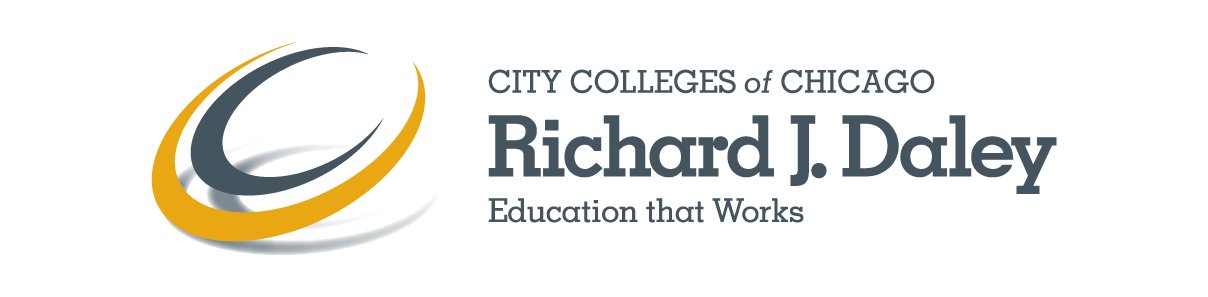 CITY COLLEGES of CHICAGO
Richard J. Daley
Education that Works